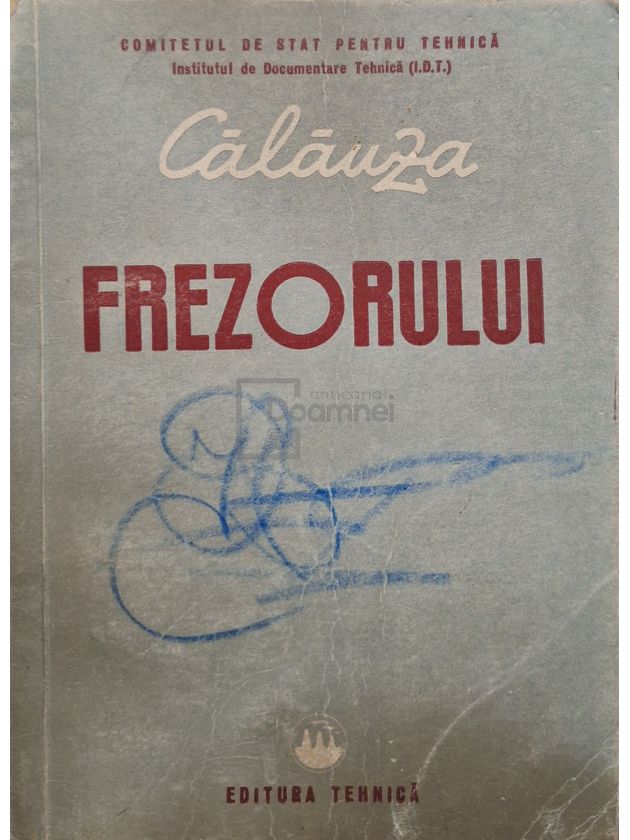 COMITETUL DE STAT PENTRU TEHNICĂ
Institutul de Documentare Tehnică (I.D.T.)
Călăuza
FREZORULUI
anticariat
Doamnei
EDITURA TEHNICĂ